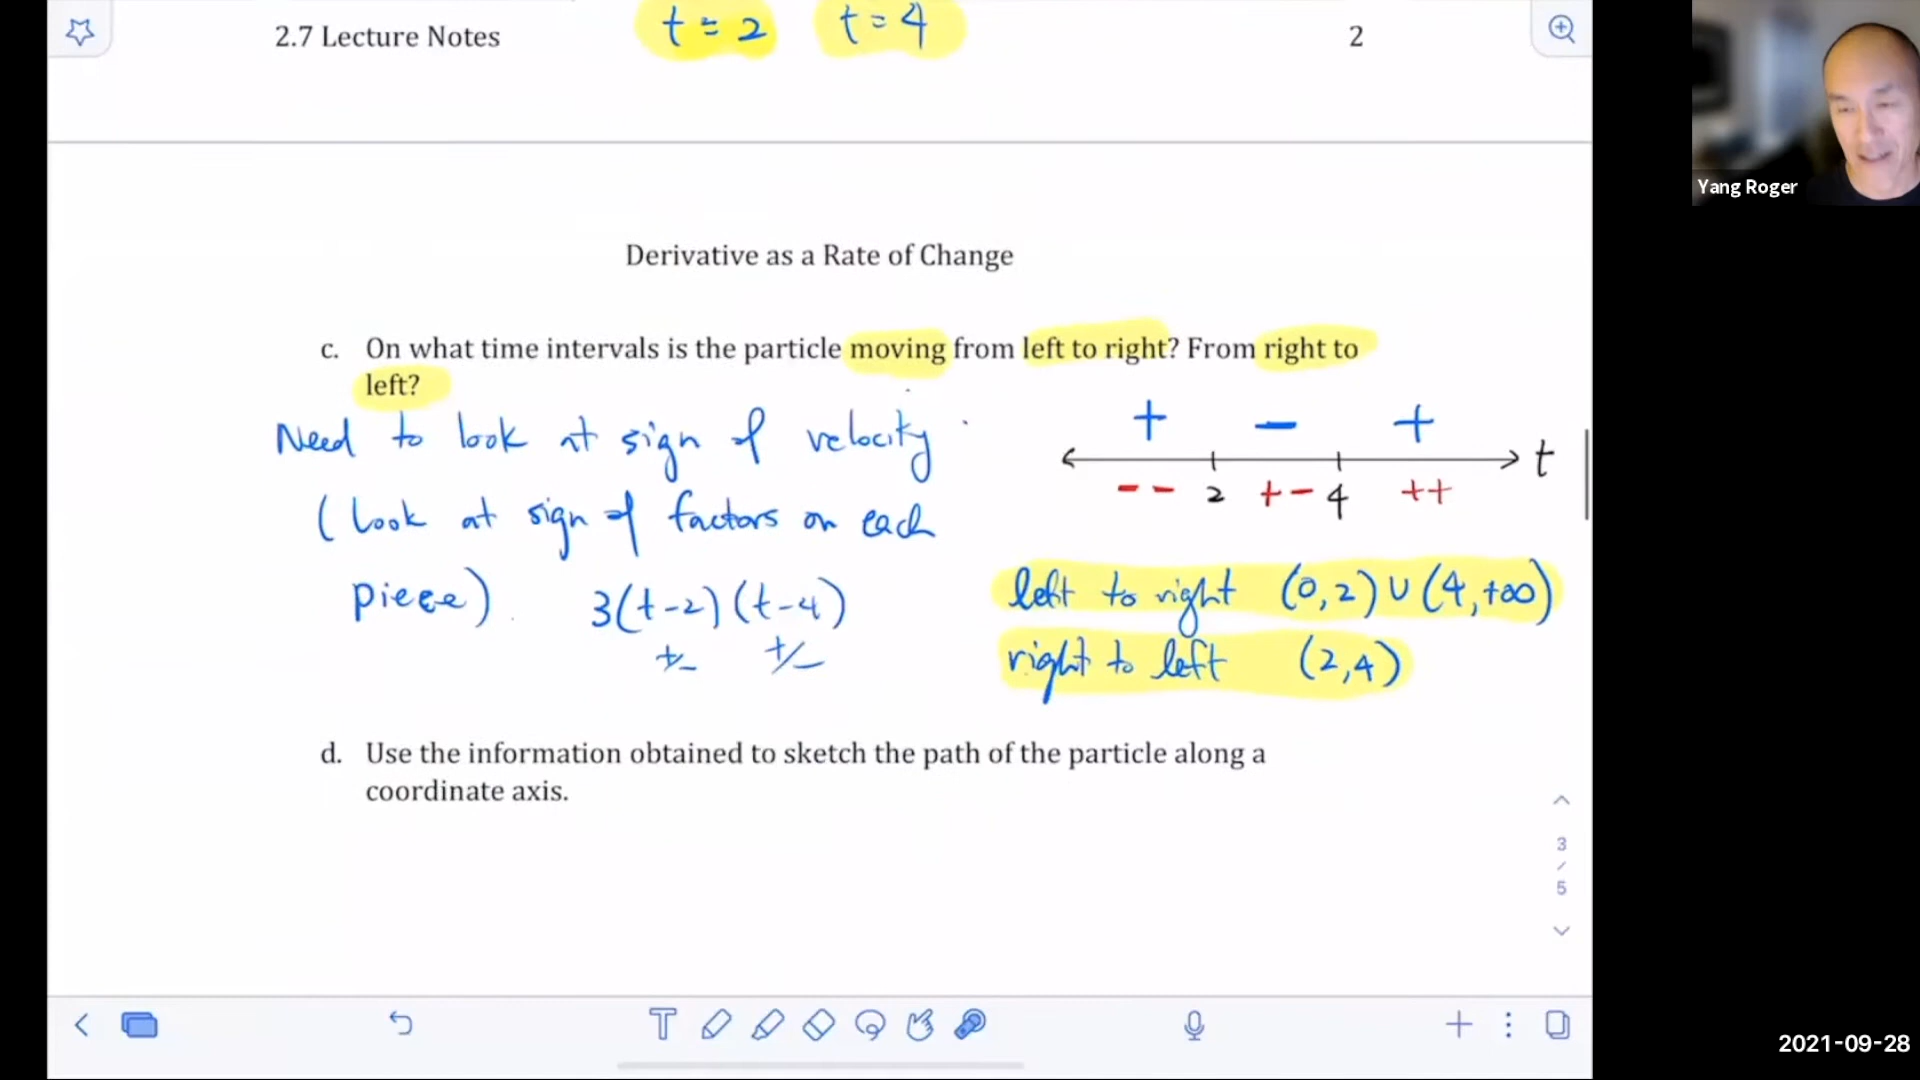 2.7 Lecture Notes
t = 2 t = 4
2
Yang Roger
Derivative as a Rate of Change
c. On what time intervals is the particle moving from left to right? From right to
left?
Need to look at sign of velocity
(look at sign of factors on each
piece) 3(t-2)(t-4)
+/- +/-
+ − +
t
-- 2 +- 4 ++
left to right (0,2) ∪ (4,+∞)
right to left (2,4)
d. Use the information obtained to sketch the path of the particle along a
coordinate axis.
3
/
5
T
2021-09-28